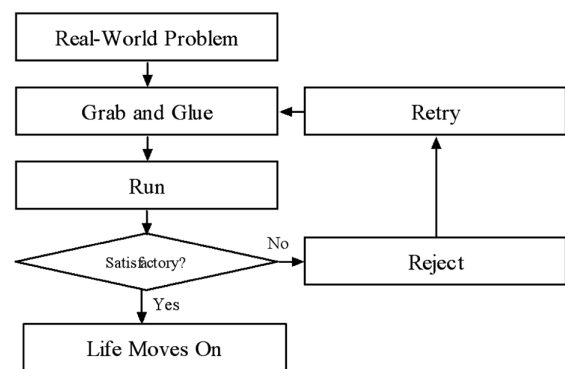 Real-World Problem
Grab and Glue
Retry
Run
Satisfactory?
No
Reject
Yes
Life Moves On